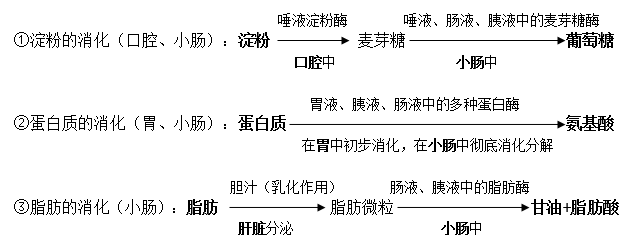 唾液淀粉酶 唾液、肠液、胰液中的麦芽糖酶
①淀粉的消化（口腔、小肠）：淀粉 麦芽糖 葡萄糖
口腔中 小肠中
胃液、胰液、肠液中的多种蛋白酶
②蛋白质的消化（胃、小肠）：蛋白质 氨基酸
在胃中初步消化，在小肠中彻底消化分解
胆汁（乳化作用） 肠液、胰液中的脂肪酶
③脂肪的消化（小肠）：脂肪 脂肪微粒 甘油+脂肪酸
肝脏分泌 小肠中